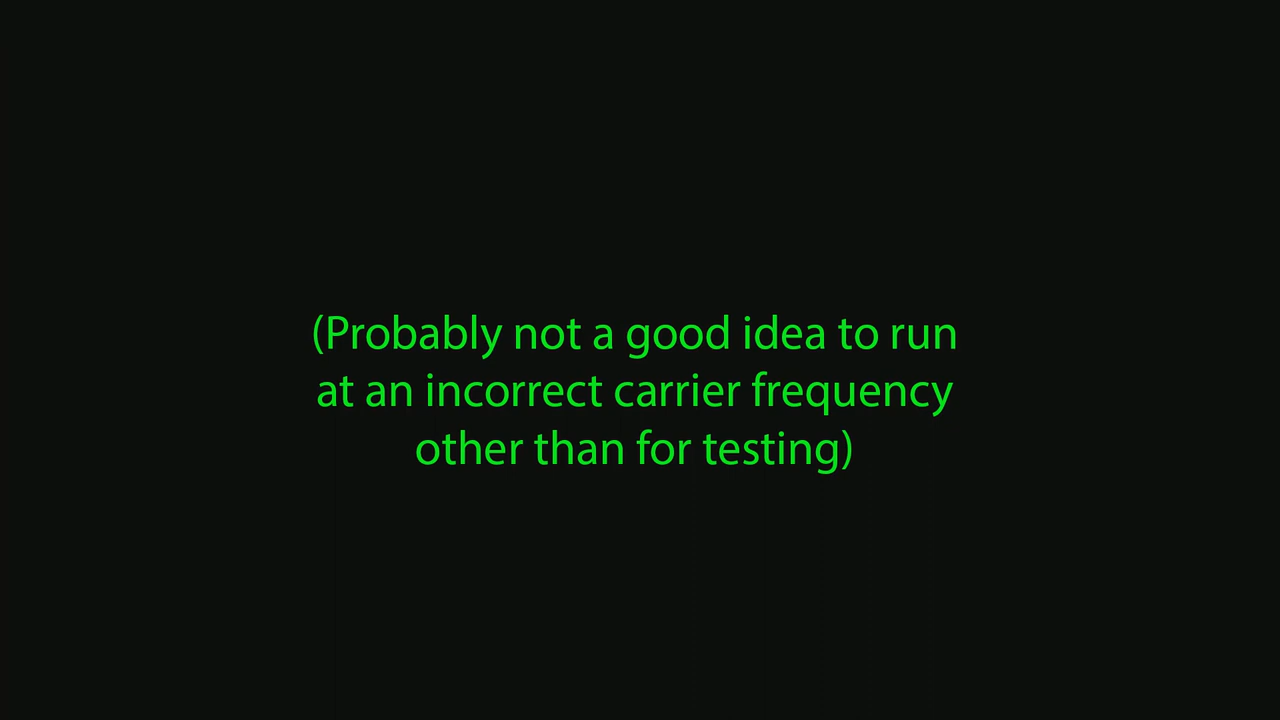 (Probably not a good idea to run
at an incorrect carrier frequency
other than for testing)